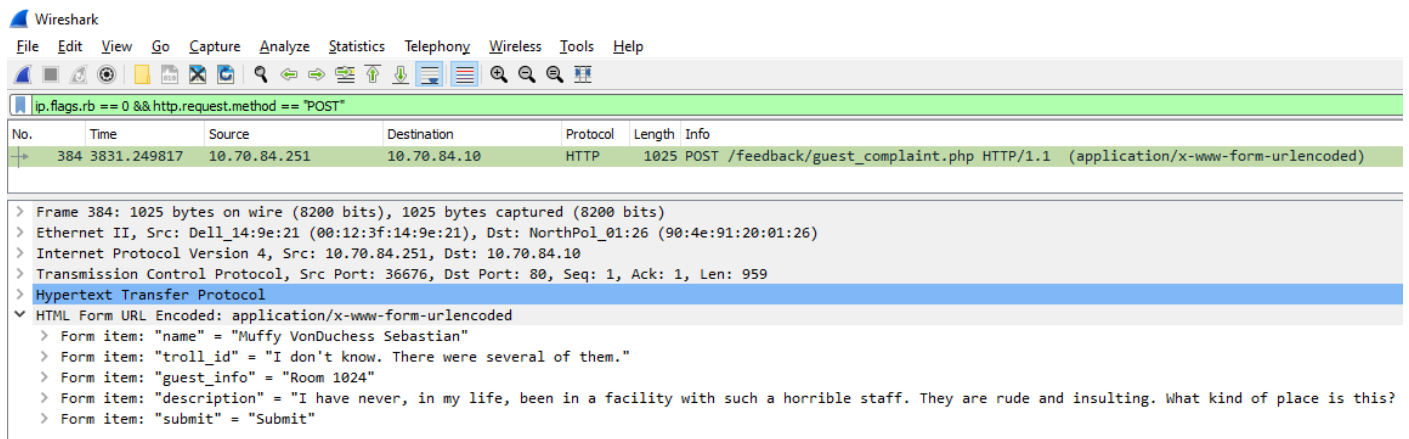 Wireshark
File Edit View Go Capture Analyze Statistics Telephony Wireless Tools Help
ip.flags.rb == 0 && http.request.method == "POST"
No. Time Source Destination Protocol Length Info
384 3831.249817 10.70.84.251 10.70.84.10 HTTP 1025 POST /feedback/guest_complaint.php HTTP/1.1 (application/x-www-form-urlencoded)
> Frame 384: 1025 bytes on wire (8200 bits), 1025 bytes captured (8200 bits)
> Ethernet II, Src: Dell_14:9e:21 (00:12:3f:14:9e:21), Dst: NorthPol_01:26 (90:4e:91:20:01:26)
> Internet Protocol Version 4, Src: 10.70.84.251, Dst: 10.70.84.10
> Transmission Control Protocol, Src Port: 36676, Dst Port: 80, Seq: 1, Ack: 1, Len: 959
> Hypertext Transfer Protocol
HTML Form URL Encoded: application/x-www-form-urlencoded
> Form item: "name" = "Muffy VonDuchess Sebastian"
> Form item: "troll_id" = "I don't know. There were several of them."
> Form item: "guest_info" = "Room 1024"
> Form item: "description" = "I have never, in my life, been in a facility with such a horrible staff. They are rude and insulting. What kind of place is this?
> Form item: "submit" = "Submit"